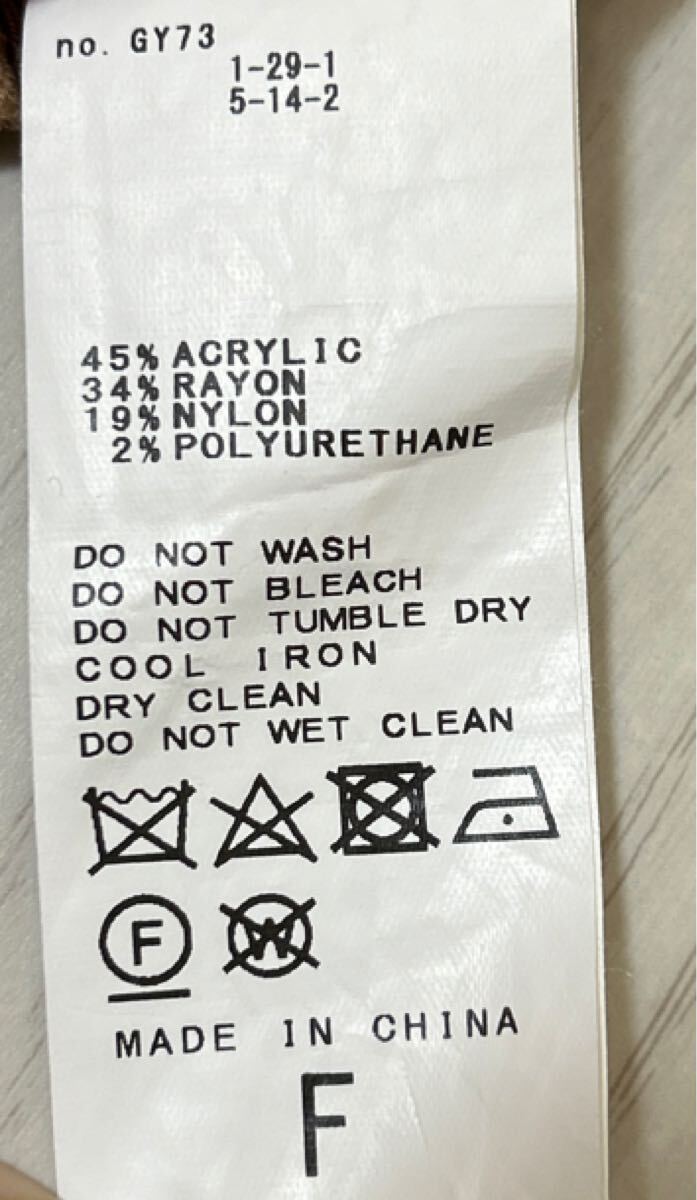 no. GY73
1-29-1
5-14-2
45% ACRYLIC
34% RAYON
19% NYLON
2% POLYURETHANE
DO NOT WASH
DO NOT BLEACH
DO NOT TUMBLE DRY
COOL IRON
DRY CLEAN
DO NOT WET CLEAN
F W
MADE IN CHINA
F